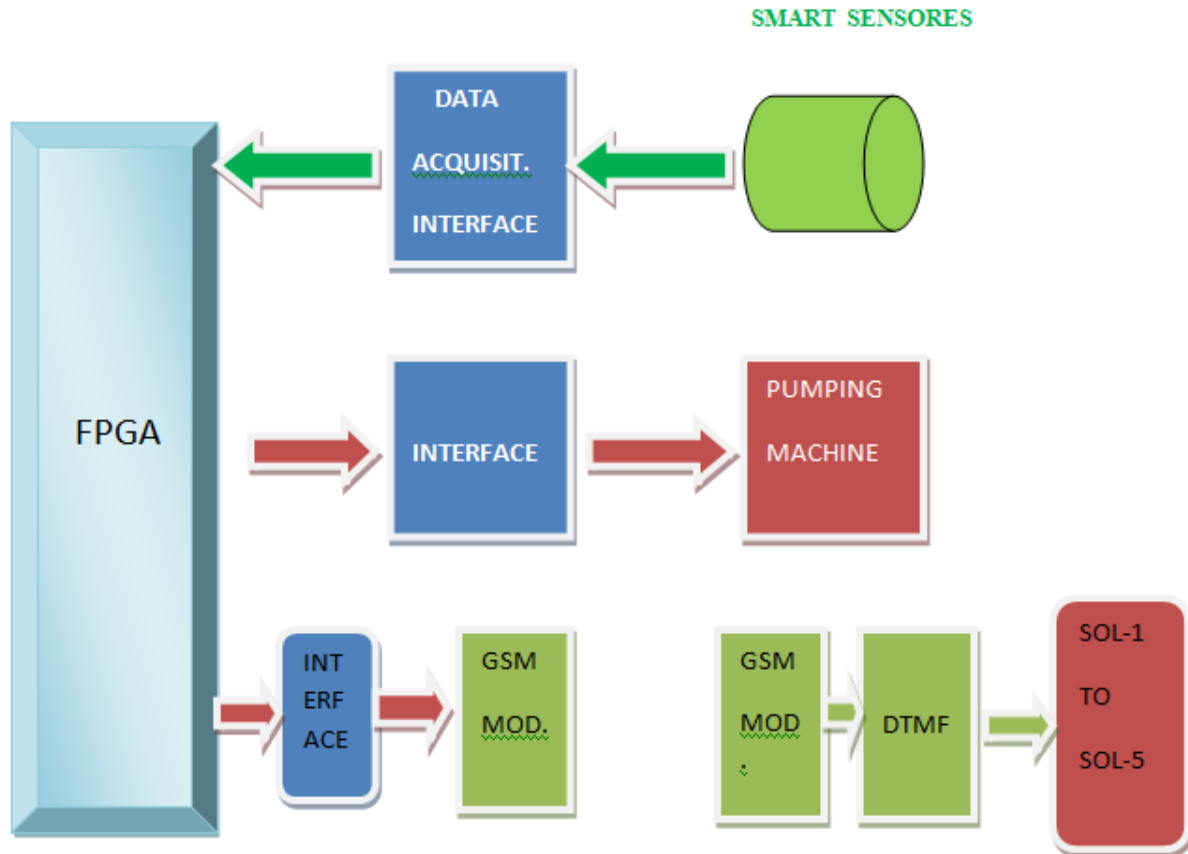 SMART SENSORES
DATA
ACQUISIT.
INTERFACE
FPGA
INTERFACE
PUMPING
MACHINE
INT
ERF
ACE
GSM
MOD.
GSM
MOD
.
DTMF
SOL-1
TO
SOL-5